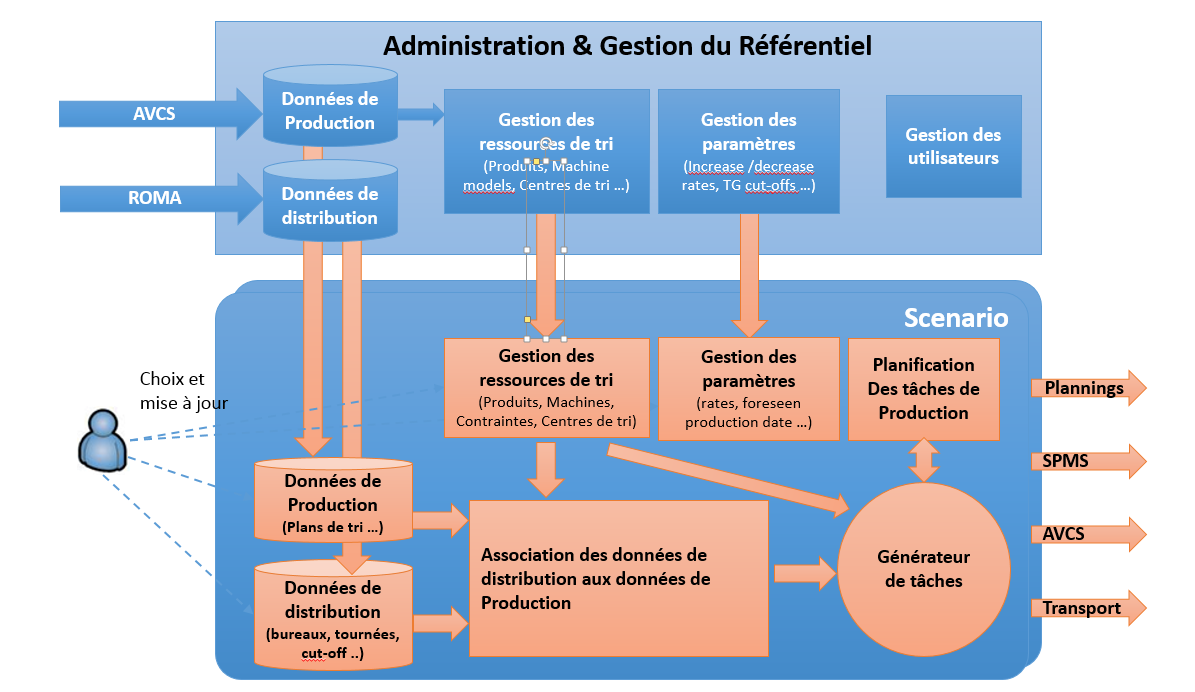 Administration & Gestion du Référentiel
AVCS
Données de
Production
ROMA
Données de
distribution
Gestion des
ressources de tri
(Produits, Machine
models, Centres de tri ...)
Gestion des
paramètres
(Increase /decrease
rates, TG cut-offs ...)
Gestion des
utilisateurs
Scenario
Choix et
mise à jour
Gestion des
ressources de tri
(Produits, Machines,
Contraintes, Centres de tri)
Gestion des
paramètres
(rates, foreseen
production date ...)
Planification
Des tâches de
Production
Données de
Production
(Plans de tri ...)
Données de
distribution
(bureaux, tournées,
cut-off ..)
Association des données de
distribution aux données de
Production
Générateur
de tâches
Plannings
SPMS
AVCS
Transport